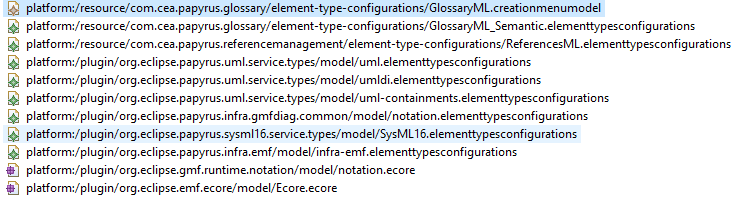 platform:/resource/com.cea.papyrus.glossary/element-type-configurations/GlossaryML.creationmenumodel
platform:/resource/com.cea.papyrus.glossary/element-type-configurations/GlossaryML_Semantic.elementtypesconfigurations
platform:/resource/com.cea.papyrus.referencemanagement/element-type-configurations/ReferencesML.elementtypesconfigurations
platform:/plugin/org.eclipse.papyrus.uml.service.types/model/uml.elementtypesconfigurations
platform:/plugin/org.eclipse.papyrus.uml.service.types/model/umldi.elementtypesconfigurations
platform:/plugin/org.eclipse.papyrus.uml.service.types/model/uml-containments.elementtypesconfigurations
platform:/plugin/org.eclipse.papyrus.infra.gmfdiag.common/model/notation.elementtypesconfigurations
platform:/plugin/org.eclipse.papyrus.sysml16.service.types/model/SysML16.elementtypesconfigurations
platform:/plugin/org.eclipse.papyrus.infra.emf/model/infra-emf.elementtypesconfigurations
platform:/plugin/org.eclipse.gmf.runtime.notation/model/notation.ecore
platform:/plugin/org.eclipse.emf.ecore/model/Ecore.ecore